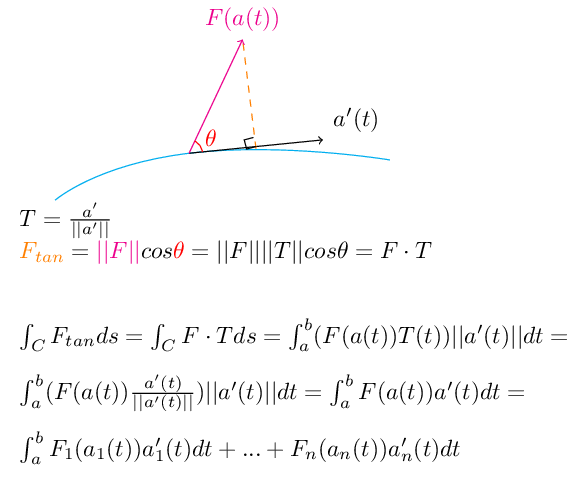 F(a(t))
a′(t)
θ
T = a′/||a′||
F_tan = ||F||cosθ = ||F||||T||cosθ = F · T
∫_C F_tan ds = ∫_C F · T ds = ∫_a^b (F(a(t))T(t))||a′(t)||dt =
∫_a^b (F(a(t)) a′(t)/||a′(t)||)||a′(t)||dt = ∫_a^b F(a(t))a′(t)dt =
∫_a^b F_1(a_1(t))a′_1(t)dt + ... + F_n(a_n(t))a′_n(t)dt